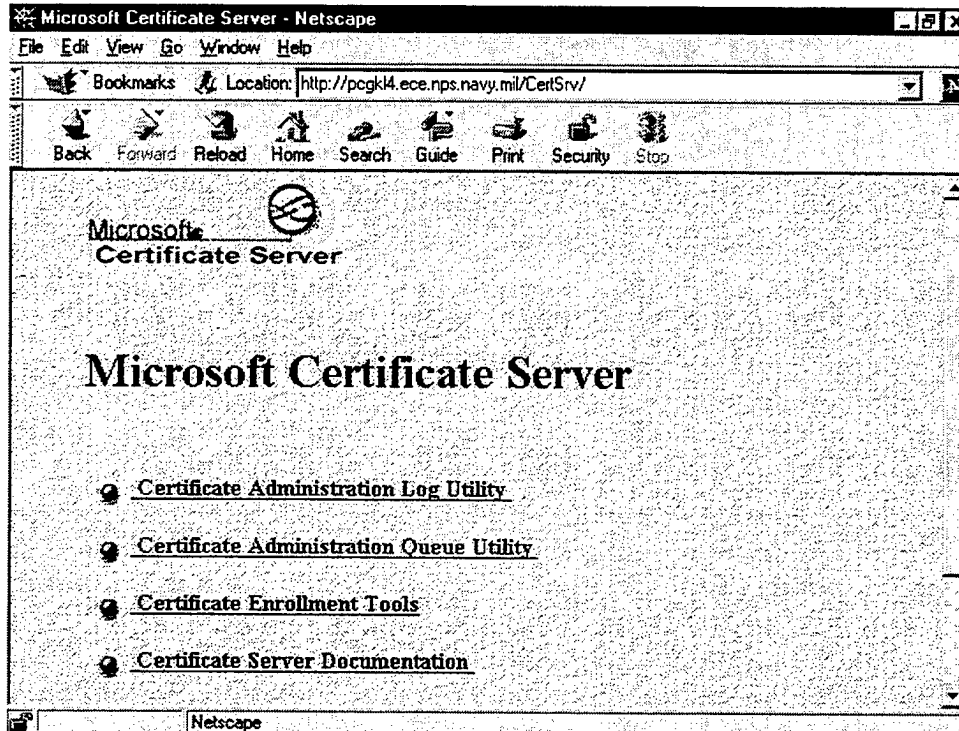 Microsoft Certificate Server - Netscape
File Edit View Go Window Help
Bookmarks Location: http://pcgkl4.ece.nps.navy.mil/CertSrv/
N
Back Forward Reload Home Search Guide Print Security Stop
Microsoft
Certificate Server
Microsoft Certificate Server
Certificate Administration Log Utility
Certificate Administration Queue Utility
Certificate Enrollment Tools
Certificate Server Documentation
Netscape